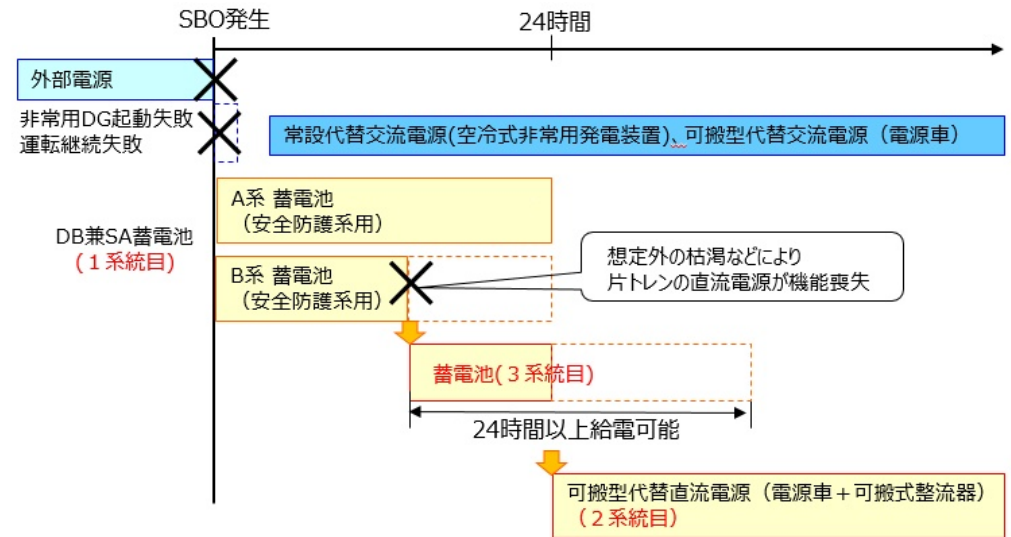 SBO発生
24時間
外部電源
非常用DG起動失敗
運転継続失敗
常設代替交流電源(空冷式非常用発電装置)、可搬型代替交流電源（電源車）
A系 蓄電池
（安全防護系用）
DB兼SA蓄電池
(１系統目)
B系 蓄電池
（安全防護系用）
想定外の枯渇などにより
片トレンの直流電源が機能喪失
蓄電池(３系統目)
24時間以上給電可能
可搬型代替直流電源（電源車＋可搬式整流器）
（２系統目）